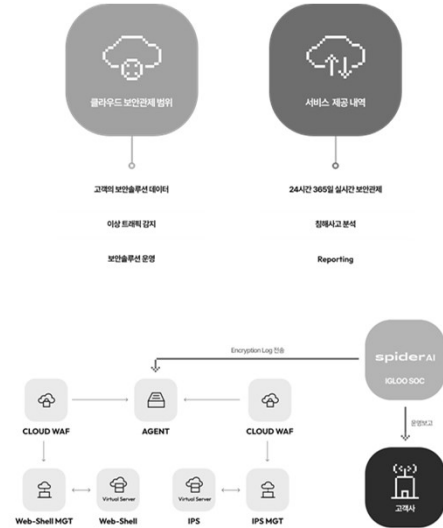 클라우드 보안관제 범위
서비스 제공 내역
고객의 보안솔루션 데이터
이상 트래픽 감지
보안솔루션 운영
24시간 365일 실시간 보안관제
침해사고 분석
Reporting
Encryption Log 전송
spider AI
IGLOO SOC
CLOUD WAF
AGENT
CLOUD WAF
운영보고
Virtual Server
Virtual Server
Web-Shell MGT
Web-Shell
IPS
IPS MGT
고객사